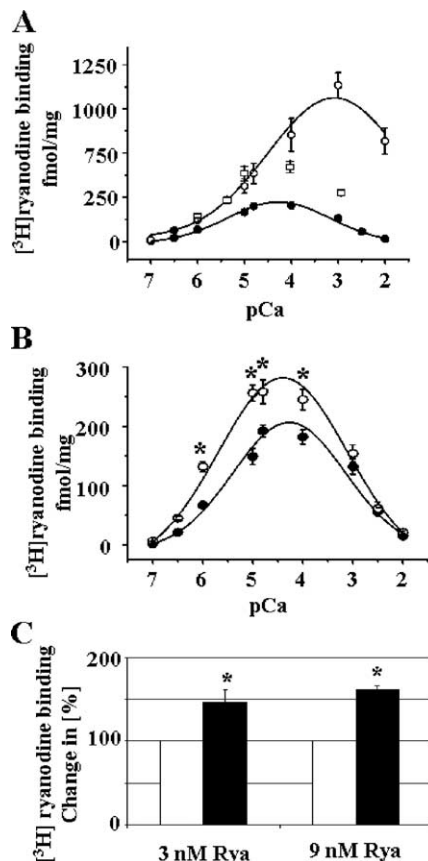 A
[³H]ryanodine binding
fmol/mg
1250
1000
750
250
0
7 6 5 4 3 2
pCa
B
[³H]ryanodine binding
fmol/mg
300
200
100
0
* * * *
7 6 5 4 3 2
pCa
C
[³H] ryanodine binding
Change in [%]
200
100
0
* *
3 nM Rya 9 nM Rya